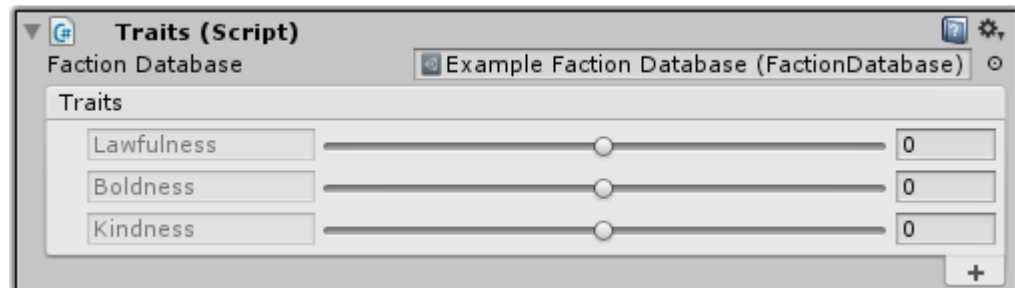 Traits (Script)
Faction Database Example Faction Database (FactionDatabase)
Traits
Lawfulness 0
Boldness 0
Kindness 0
+